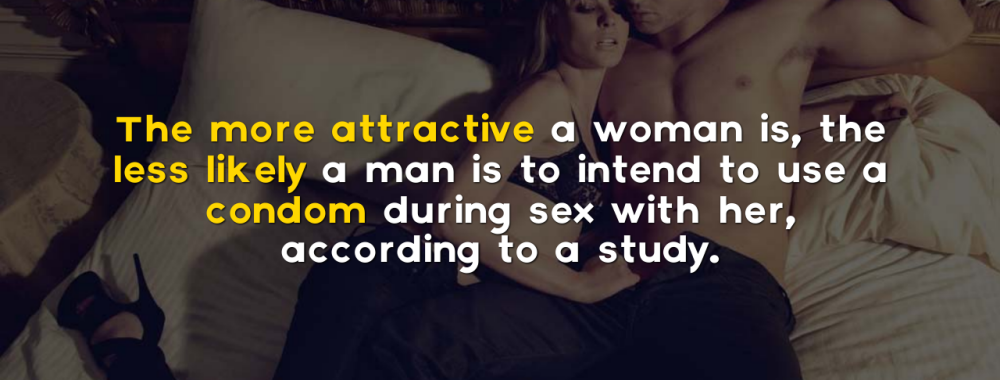 The more attractive a woman is, the
less likely a man is to intend to use a
condom during sex with her,
according to a study.